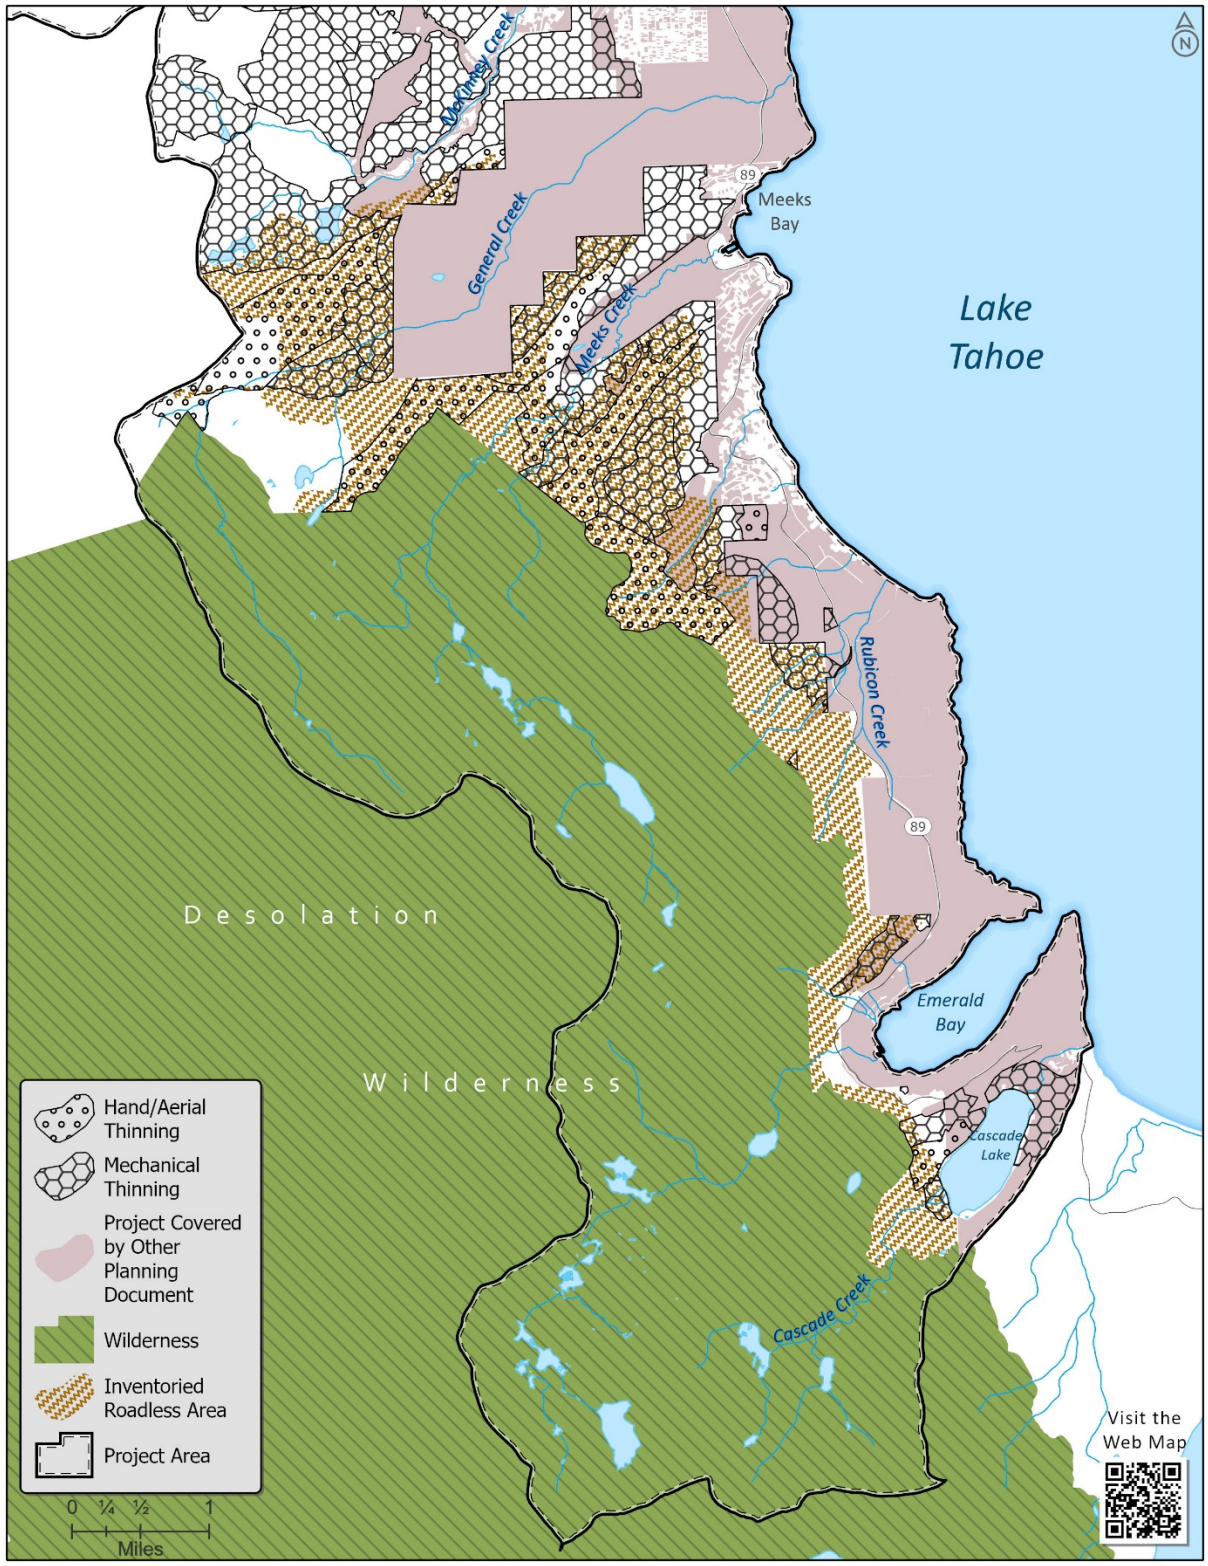 N
McKinney Creek
89
Meeks
Bay
General Creek
Lake
Tahoe
Meeks Creek
Rubicon Creek
89
Desolation
Emerald
Bay
Wilderness
Cascade
Lake
Cascade Creek
Hand/Aerial
Thinning
Mechanical
Thinning
Project Covered
by Other
Planning
Document
Wilderness
Inventoried
Roadless Area
Project Area
0 ¼ ½ 1
Miles
Visit the
Web Map